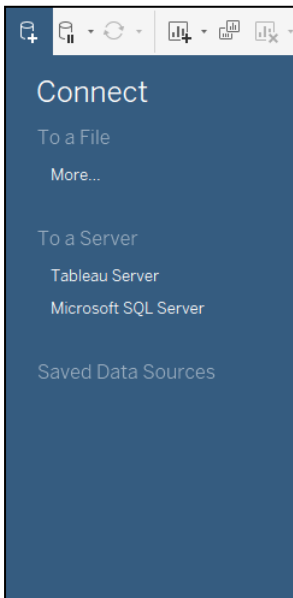 Connect
To a File
More...
To a Server
Tableau Server
Microsoft SQL Server
Saved Data Sources